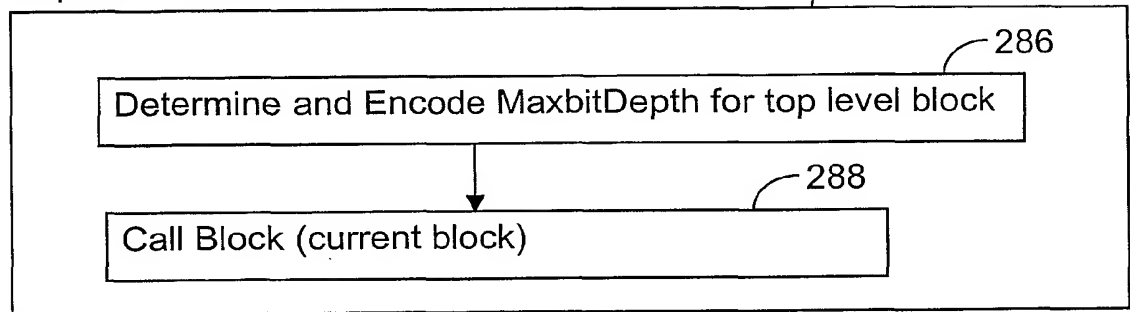 286
Determine and Encode MaxbitDepth for top level block
288
Call Block (current block)